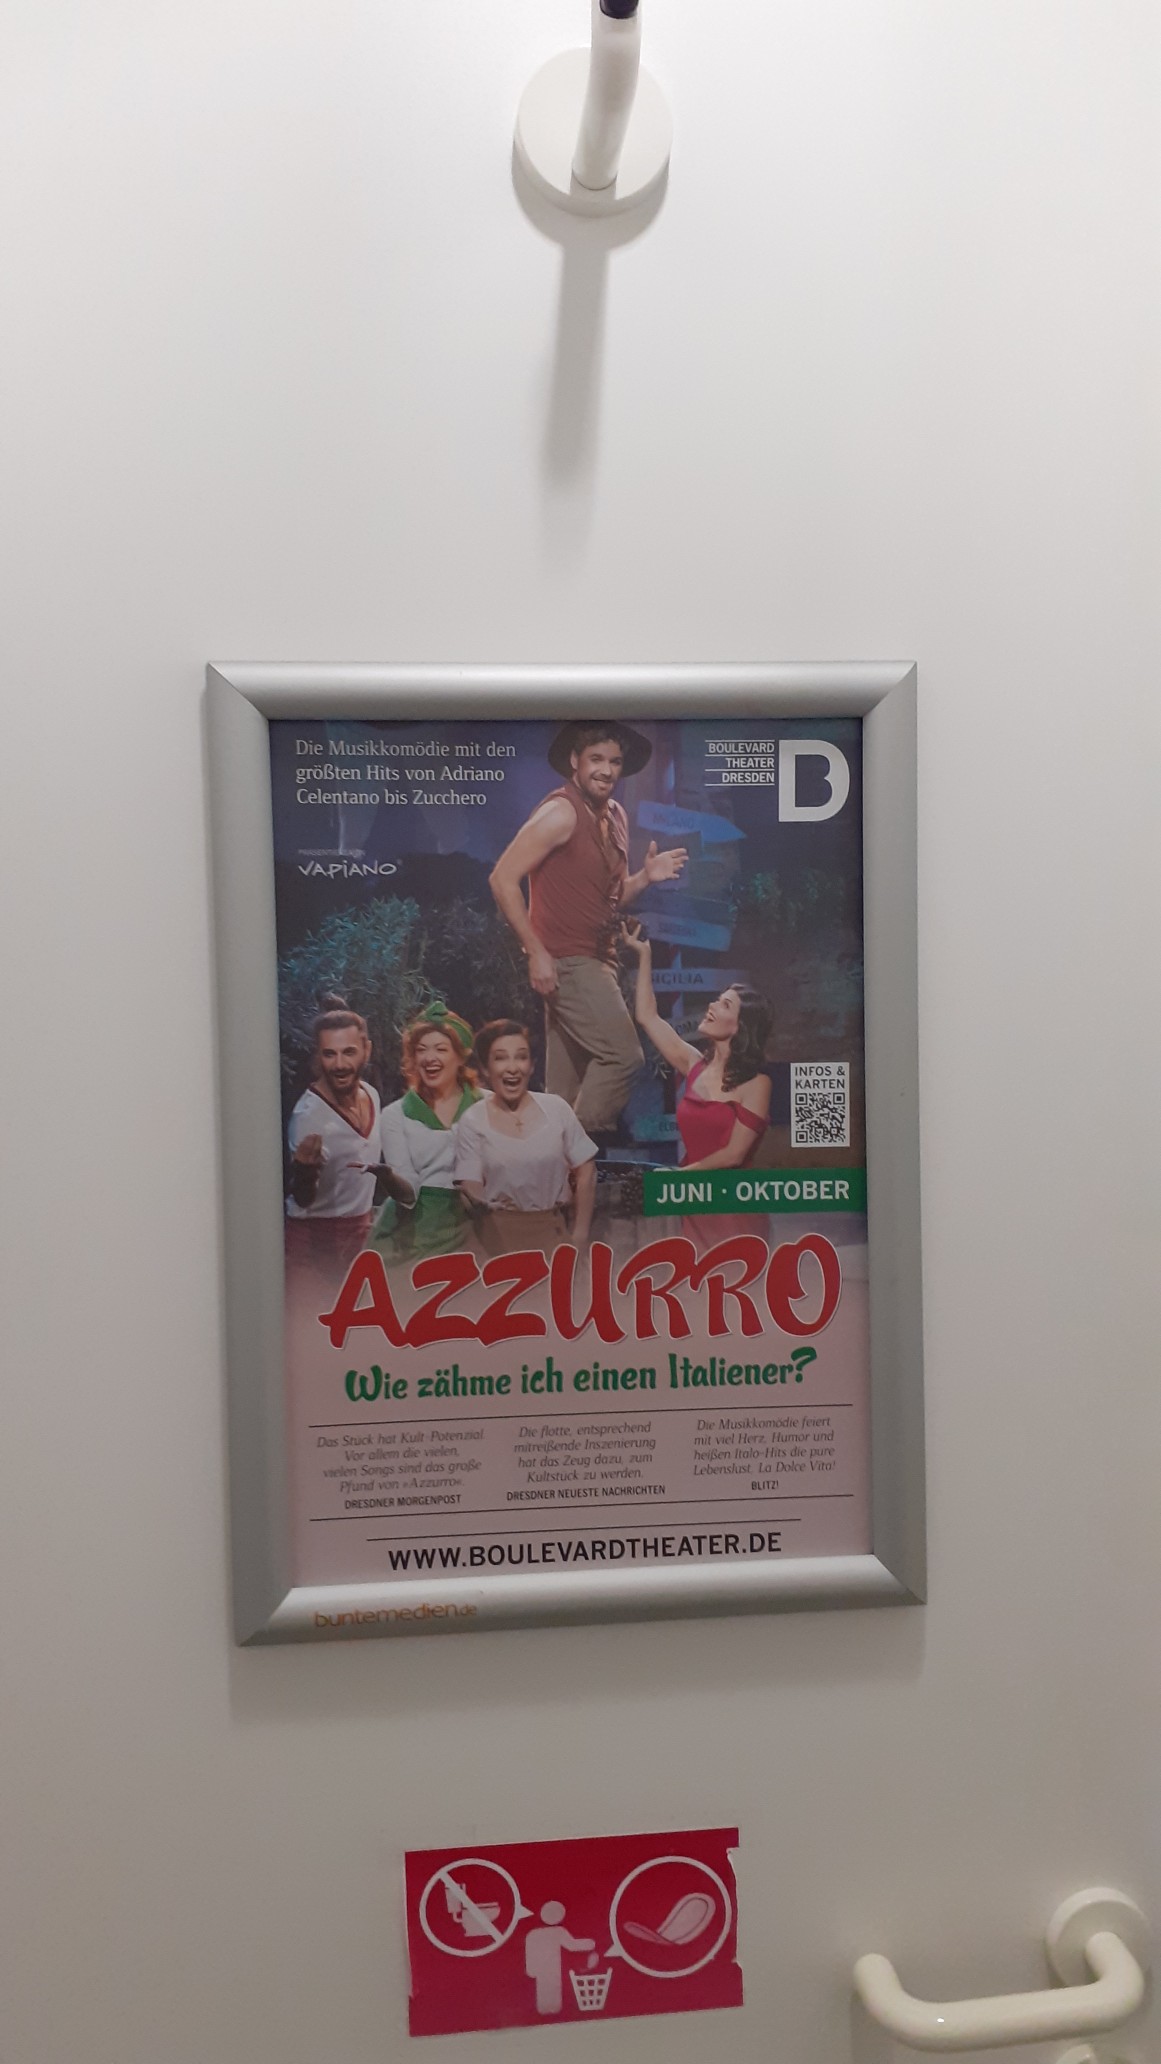 Die Musikkomödie mit den
größten Hits von Adriano
Celentano bis Zucchero
VAPIANO
BOULEVARD
THEATER
DRESDEN
B
SICILIA
INFOS &
KARTEN
JUNI · OKTOBER
AZZURRO
Wie zähme ich einen Italiener?
Das Stück hat Kult-Potenzial
Vor allem die vielen,
vielen Songs sind das große
Pfund von »Azzurro«.
DRESDNER MORGENPOST
Die flotte, entsprechend
mitreißende Inszenierung
hat das Zeug dazu, zum
Kultstück zu werden.
DRESDNER NEUESTE NACHRICHTEN
Die Musikkomödie feiert
mit viel Herz, Humor und
heißen Italo-Hits die pure
Lebenslust, La Dolce Vita!
BLITZ!
WWW.BOULEVARDTHEATER.DE
buntemedien.de